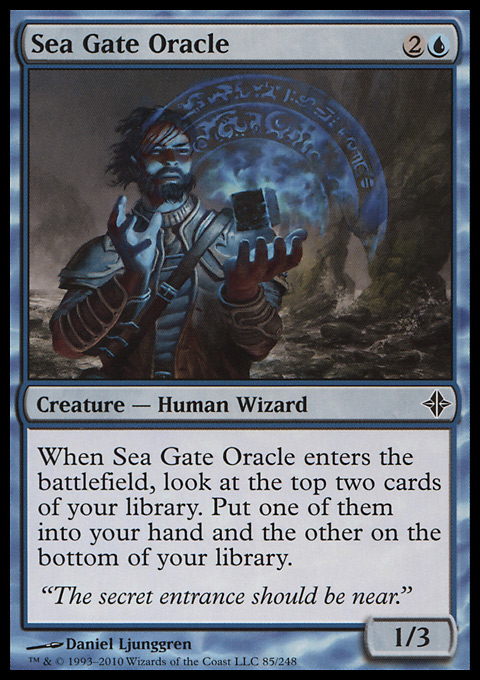 Sea Gate Oracle 2
Creature — Human Wizard
When Sea Gate Oracle enters the
battlefield, look at the top two cards
of your library. Put one of them
into your hand and the other on the
bottom of your library.
“The secret entrance should be near.”
1/3
Daniel Ljunggren
™ & © 1993–2010 Wizards of the Coast LLC 85/248